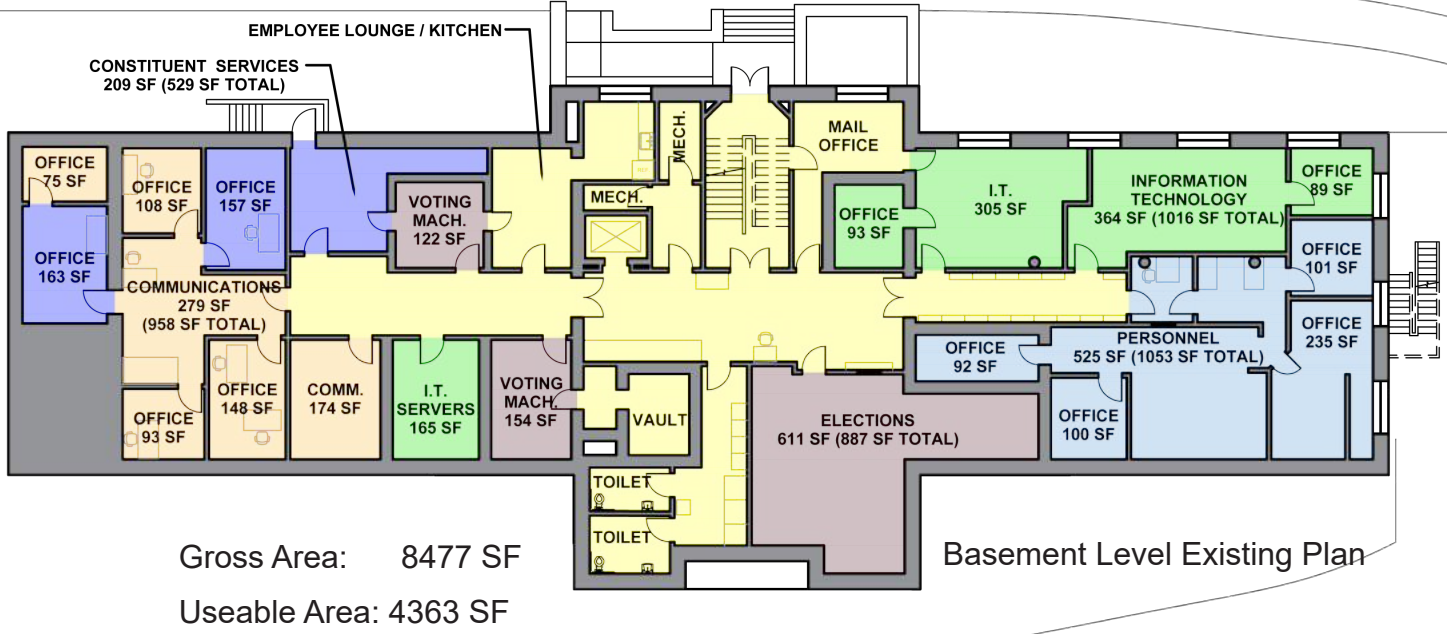 EMPLOYEE LOUNGE / KITCHEN
CONSTITUENT SERVICES
209 SF (529 SF TOTAL)
OFFICE
75 SF
OFFICE
108 SF
OFFICE
157 SF
VOTING
MACH.
122 SF
MECH.
MECH.
MAIL
OFFICE
OFFICE
93 SF
I.T.
305 SF
INFORMATION
TECHNOLOGY
364 SF (1016 SF TOTAL)
OFFICE
89 SF
OFFICE
163 SF
COMMUNICATIONS
279 SF
(958 SF TOTAL)
OFFICE
101 SF
OFFICE
235 SF
PERSONNEL
525 SF (1053 SF TOTAL)
OFFICE
92 SF
OFFICE
100 SF
OFFICE
93 SF
OFFICE
148 SF
COMM.
174 SF
I.T.
SERVERS
165 SF
VOTING
MACH.
154 SF
VAULT
ELECTIONS
611 SF (887 SF TOTAL)
TOILET
TOILET
Gross Area: 8477 SF
Useable Area: 4363 SF
Basement Level Existing Plan